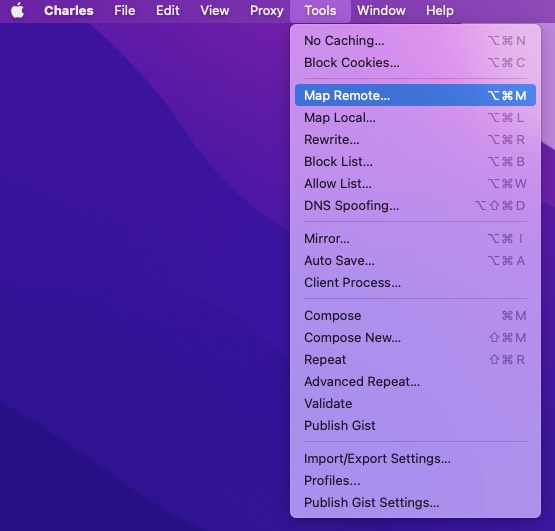 Charles File Edit View Proxy Tools Window Help
No Caching... ⌥⌘N
Block Cookies... ⌥⌘C
Map Remote... ⌥⌘M
Map Local... ⌥⌘L
Rewrite... ⌥⌘R
Block List... ⌥⌘B
Allow List... ⌥⌘W
DNS Spoofing... ⌥⇧⌘D
Mirror... ⌥⌘I
Auto Save... ⌥⌘A
Client Process...
Compose ⌘M
Compose New... ⇧⌘M
Repeat ⇧⌘R
Advanced Repeat...
Validate
Publish Gist
Import/Export Settings...
Profiles...
Publish Gist Settings...